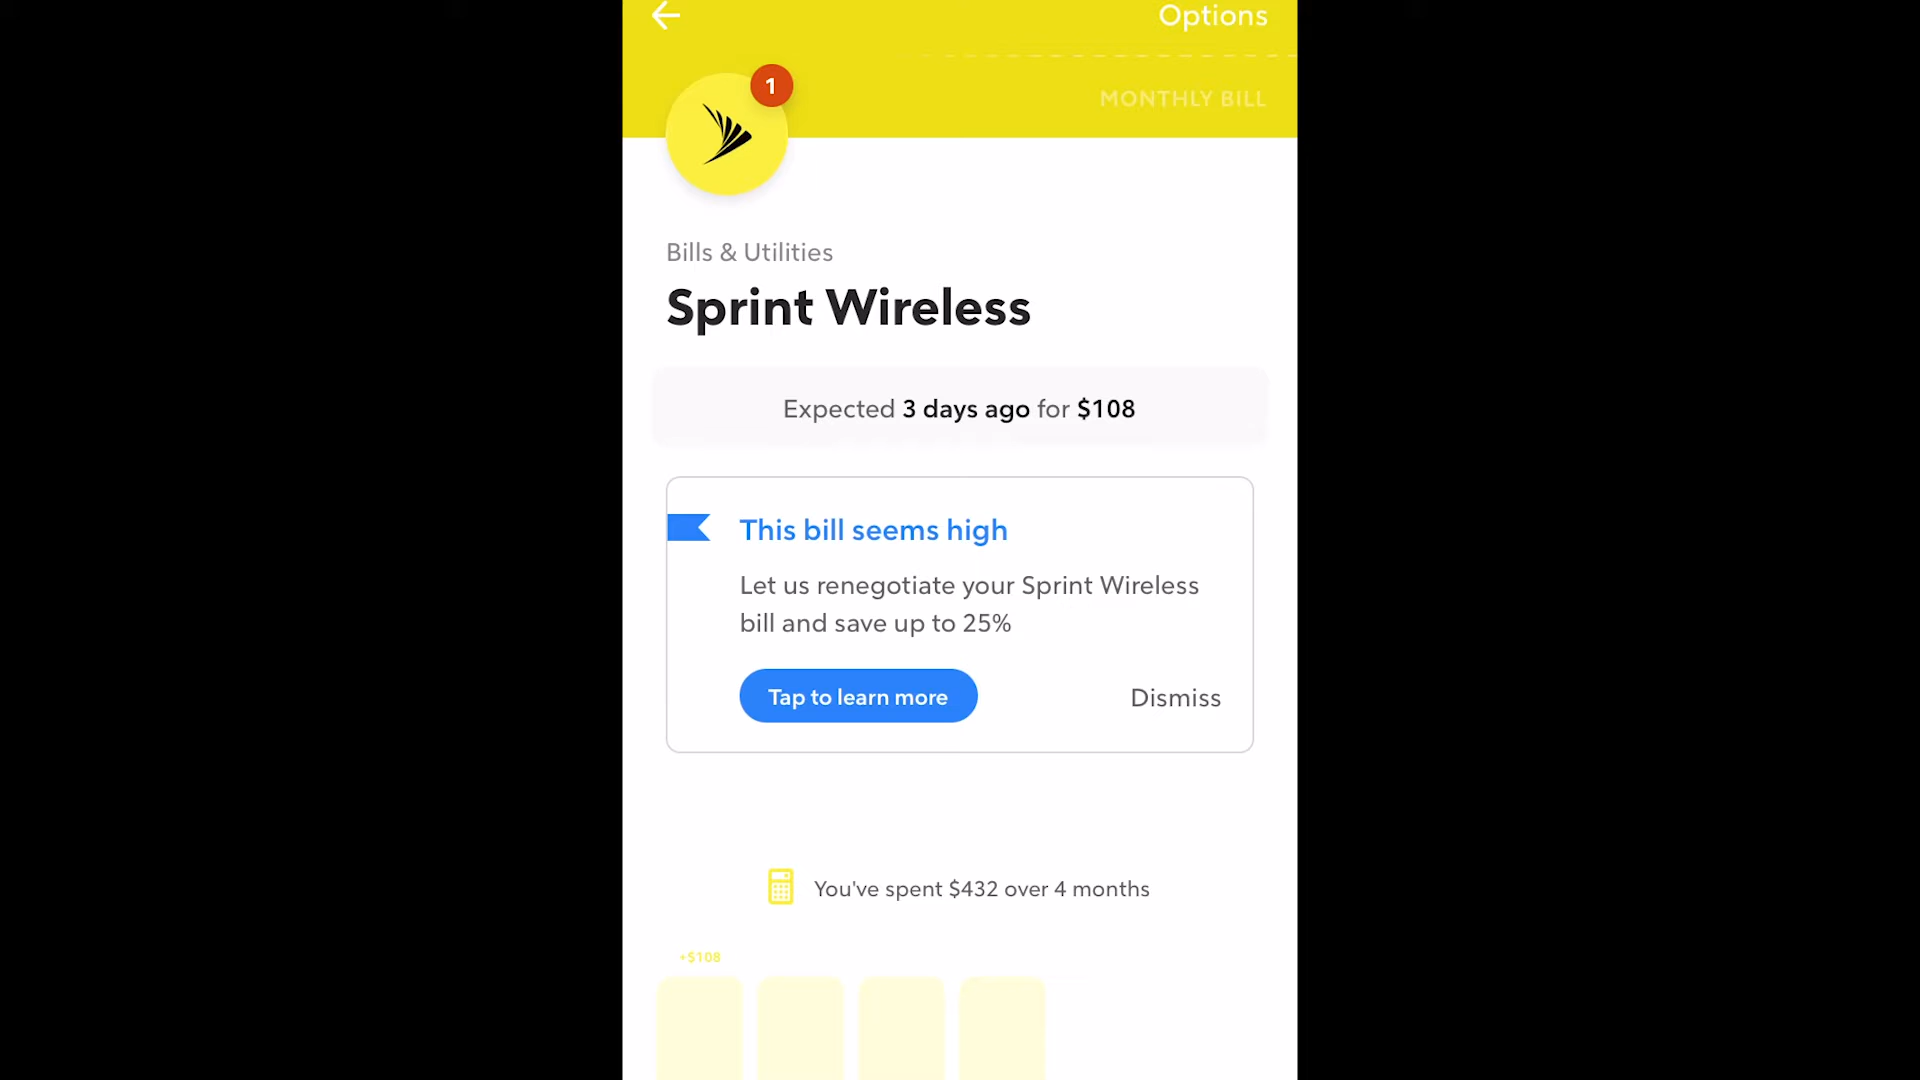 Options
1
MONTHLY BILL
Bills & Utilities
Sprint Wireless
Expected 3 days ago for $108
This bill seems high
Let us renegotiate your Sprint Wireless
bill and save up to 25%
Tap to learn more
Dismiss
You've spent $432 over 4 months
+$108